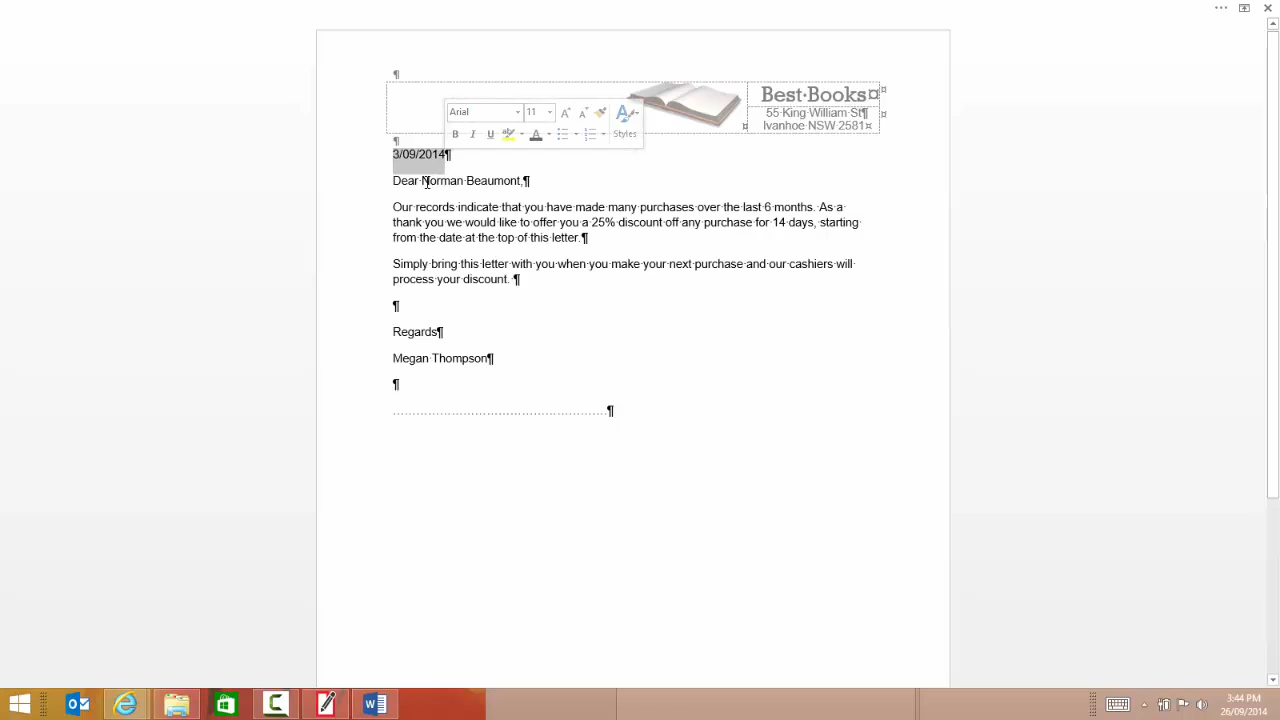 Best·Books¤
55·King·William·St¶
Ivanhoe·NSW·2581¤
Arial 11
B I U Styles
3/09/2014¶
Dear·Norman·Beaumont,¶
Our·records·indicate·that·you·have·made·many·purchases·over·the·last·6·months.··As·a·
thank·you·we·would·like·to·offer·you·a·25%·discount·off·any·purchase·for·14·days,·starting·
from·the·date·at·the·top·of·this·letter.¶
Simply·bring·this·letter·with·you·when·you·make·your·next·purchase·and·our·cashiers·will·
process·your·discount.·¶
¶
Regards¶
Megan·Thompson¶
¶
........................................................¶
3:44 PM
26/09/2014